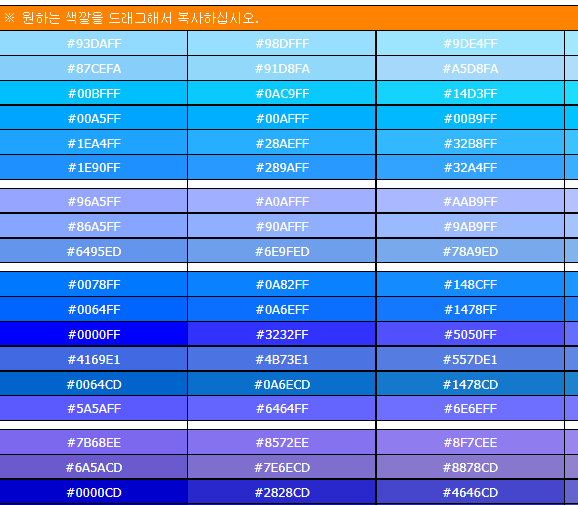 ※ 원하는 색깔을 드래그해서 복사하십시오.
#93DAFF #98DFFF #9DE4FF
#87CEFA #91D8FA #A5D8FA
#00BFFF #0AC9FF #14D3FF
#00A5FF #00AFFF #00B9FF
#1EA4FF #28AEFF #32B8FF
#1E90FF #289AFF #32A4FF
#96A5FF #A0AFFF #AAB9FF
#86A5FF #90AFFF #9AB9FF
#6495ED #6E9FED #78A9ED
#0078FF #0A82FF #148CFF
#0064FF #0A6EFF #1478FF
#0000FF #3232FF #5050FF
#4169E1 #4B73E1 #557DE1
#0064CD #0A6ECD #1478CD
#5A5AFF #6464FF #6E6EFF
#7B68EE #8572EE #8F7CEE
#6A5ACD #7E6ECD #8878CD
#0000CD #2828CD #4646CD